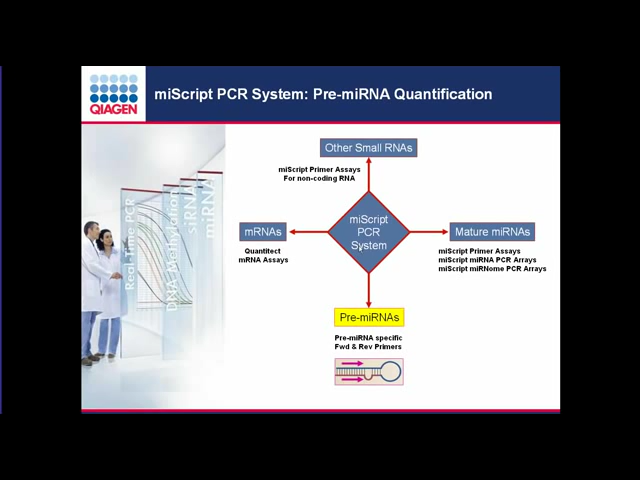 QIAGEN
miScript PCR System: Pre-miRNA Quantification
Other Small RNAs
miScript Primer Assays
For non-coding RNA
miScript
PCR
System
mRNAs
Quantitect
mRNA Assays
Mature miRNAs
miScript Primer Assays
miScript miRNA PCR Arrays
miScript miRNome PCR Arrays
Pre-miRNAs
Pre-miRNA specific
Fwd & Rev Primers
Real-Time PCR
DNA Methylation
siRNA
miRNA